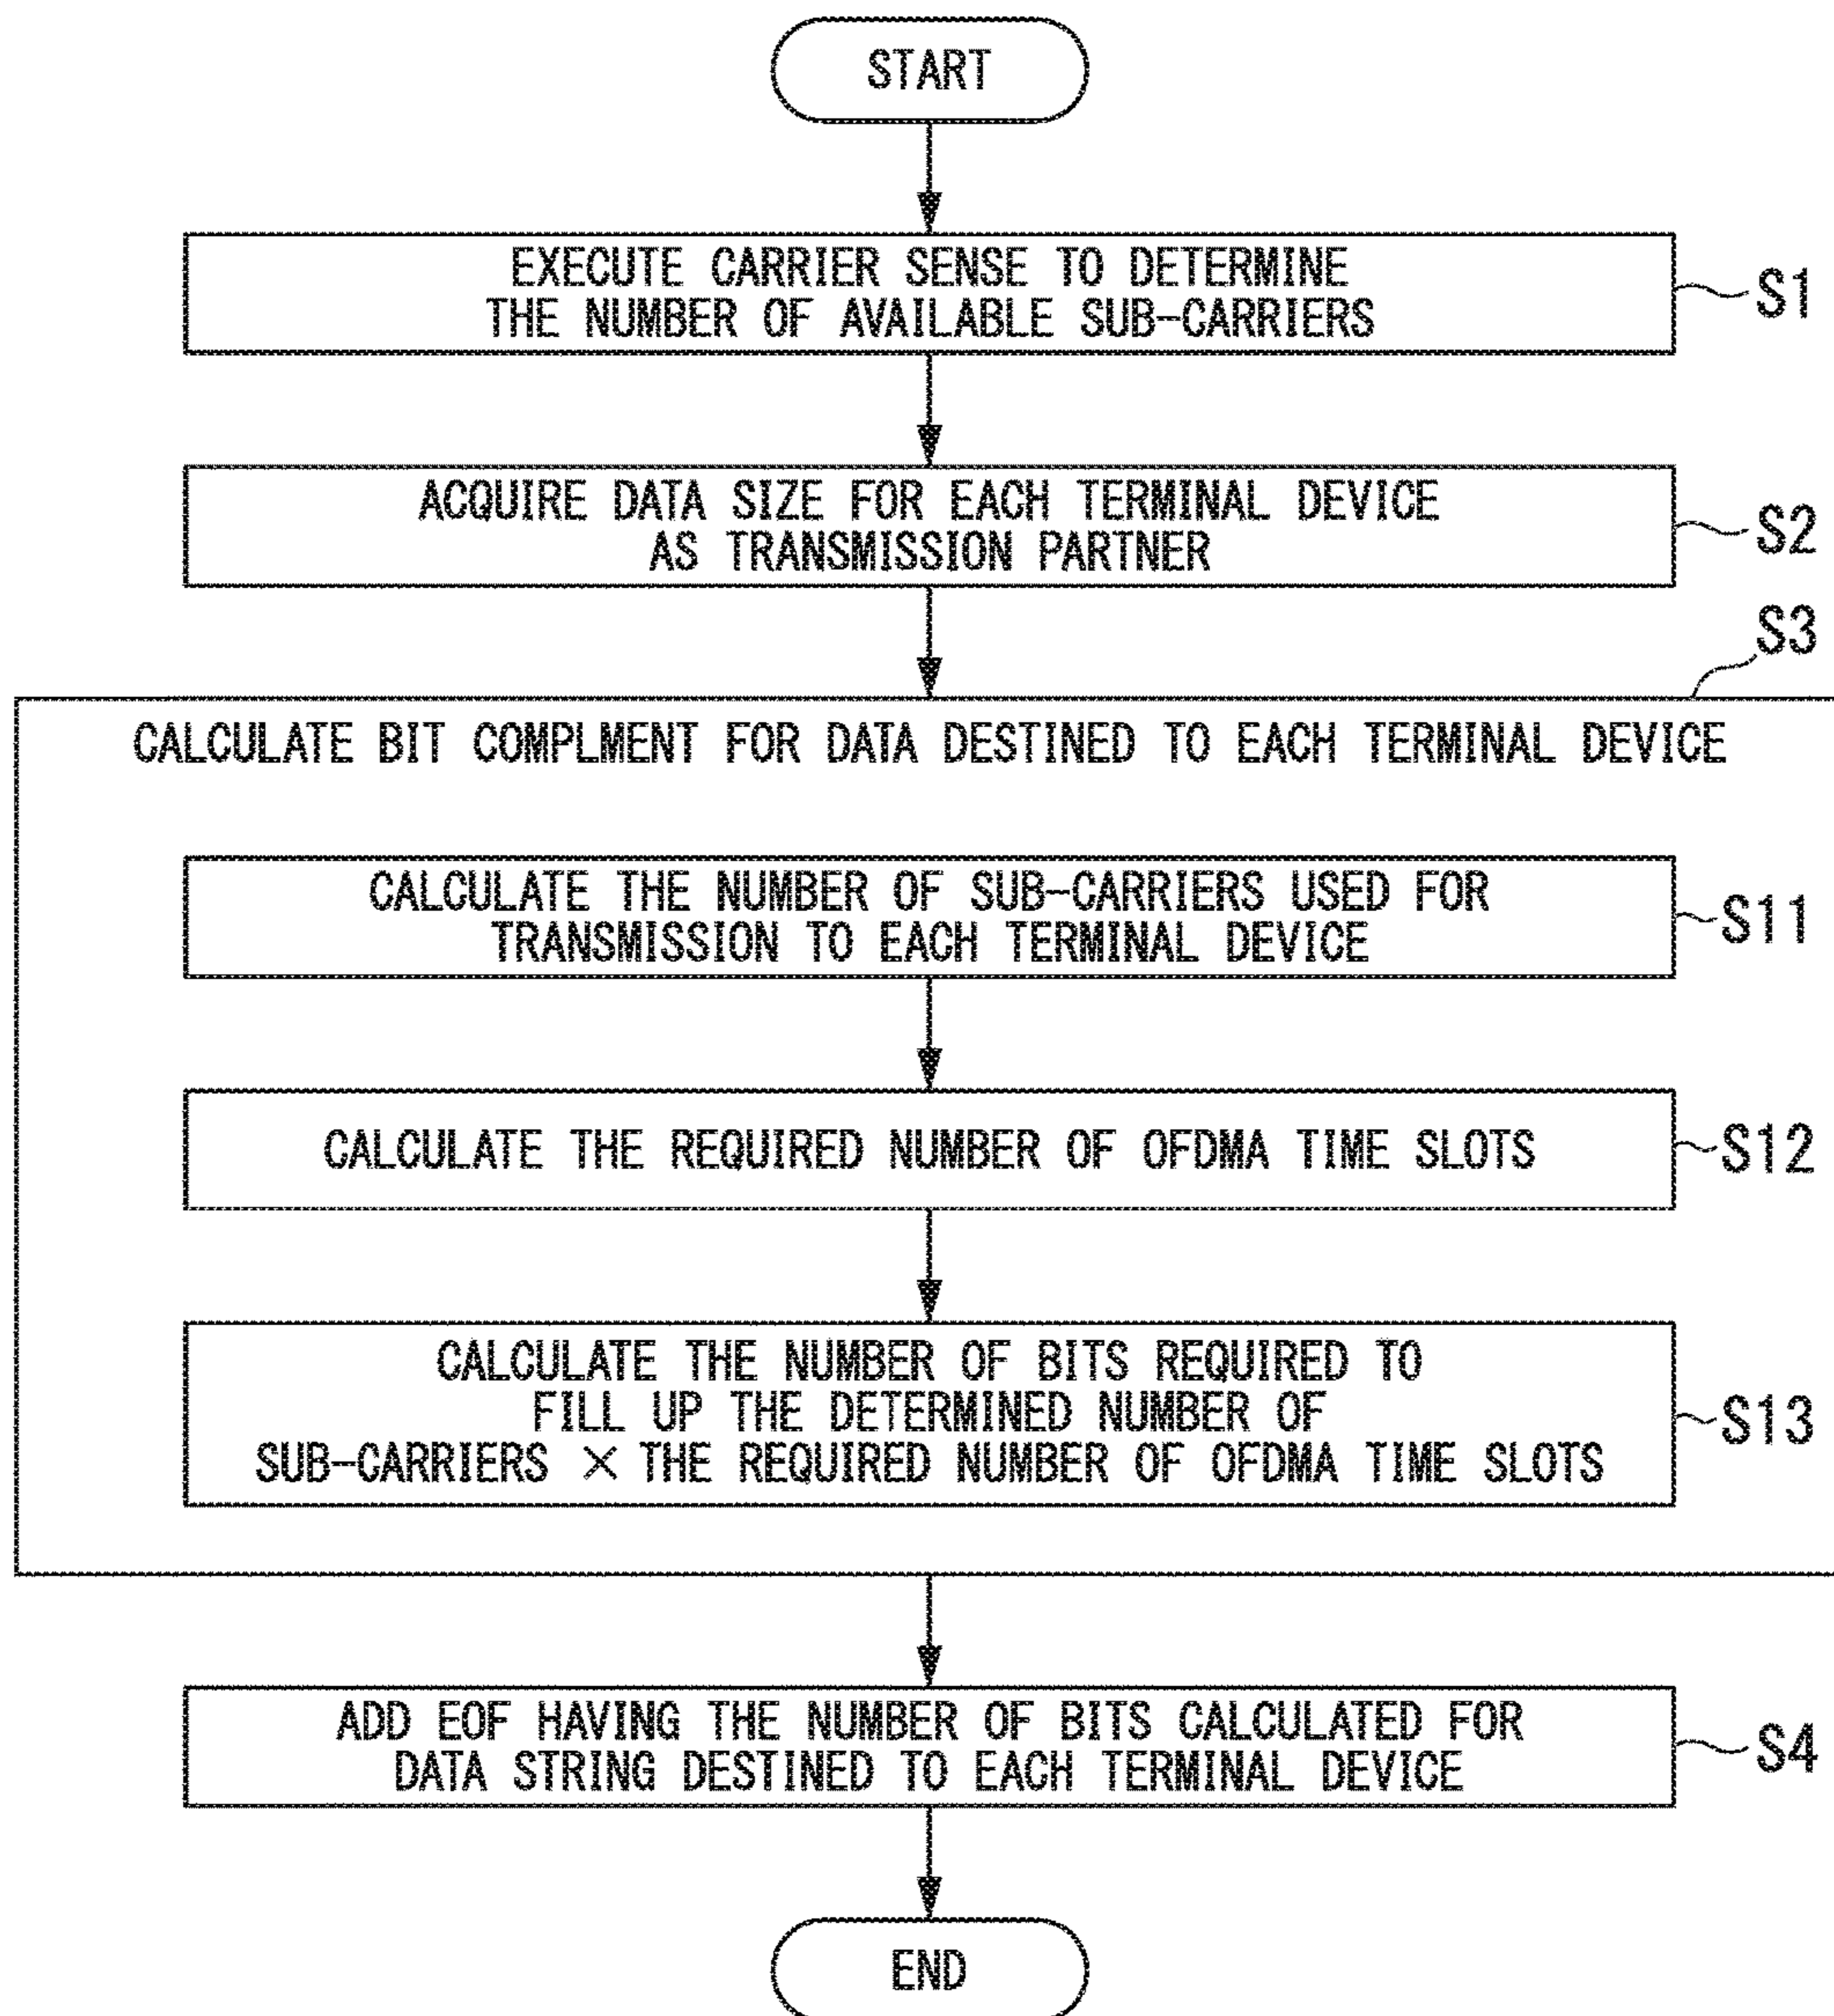 START
EXECUTE CARRIER SENSE TO DETERMINE
THE NUMBER OF AVAILABLE SUB-CARRIERS
S1
ACQUIRE DATA SIZE FOR EACH TERMINAL DEVICE
AS TRANSMISSION PARTNER
S2
S3
CALCULATE BIT COMPLMENT FOR DATA DESTINED TO EACH TERMINAL DEVICE
CALCULATE THE NUMBER OF SUB-CARRIERS USED FOR
TRANSMISSION TO EACH TERMINAL DEVICE
S11
CALCULATE THE REQUIRED NUMBER OF OFDMA TIME SLOTS
S12
CALCULATE THE NUMBER OF BITS REQUIRED TO
FILL UP THE DETERMINED NUMBER OF
SUB-CARRIERS × THE REQUIRED NUMBER OF OFDMA TIME SLOTS
S13
ADD EOF HAVING THE NUMBER OF BITS CALCULATED FOR
DATA STRING DESTINED TO EACH TERMINAL DEVICE
S4
END